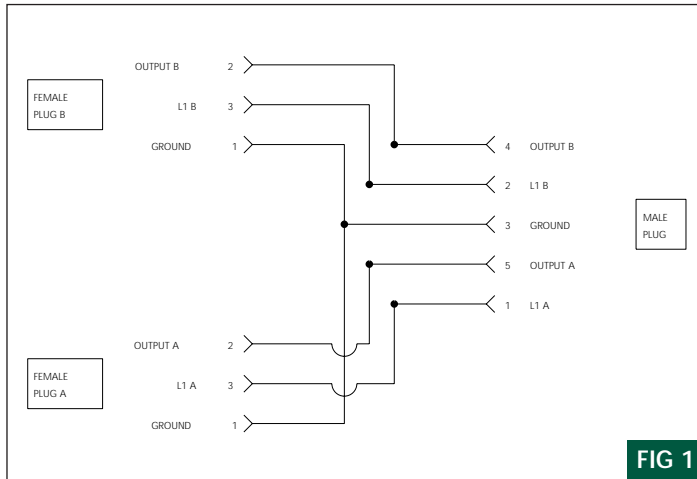 OUTPUT B 2
FEMALE
PLUG B
L1 B 3
GROUND 1
4 OUTPUT B
2 L1 B
3 GROUND
MALE
PLUG
5 OUTPUT A
1 L1 A
OUTPUT A 2
FEMALE
PLUG A
L1 A 3
GROUND 1
FIG 1